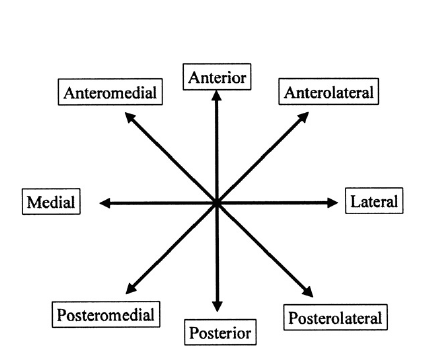 Anterior
Anteromedial
Anterolateral
Medial
Lateral
Posteromedial
Posterior
Posterolateral